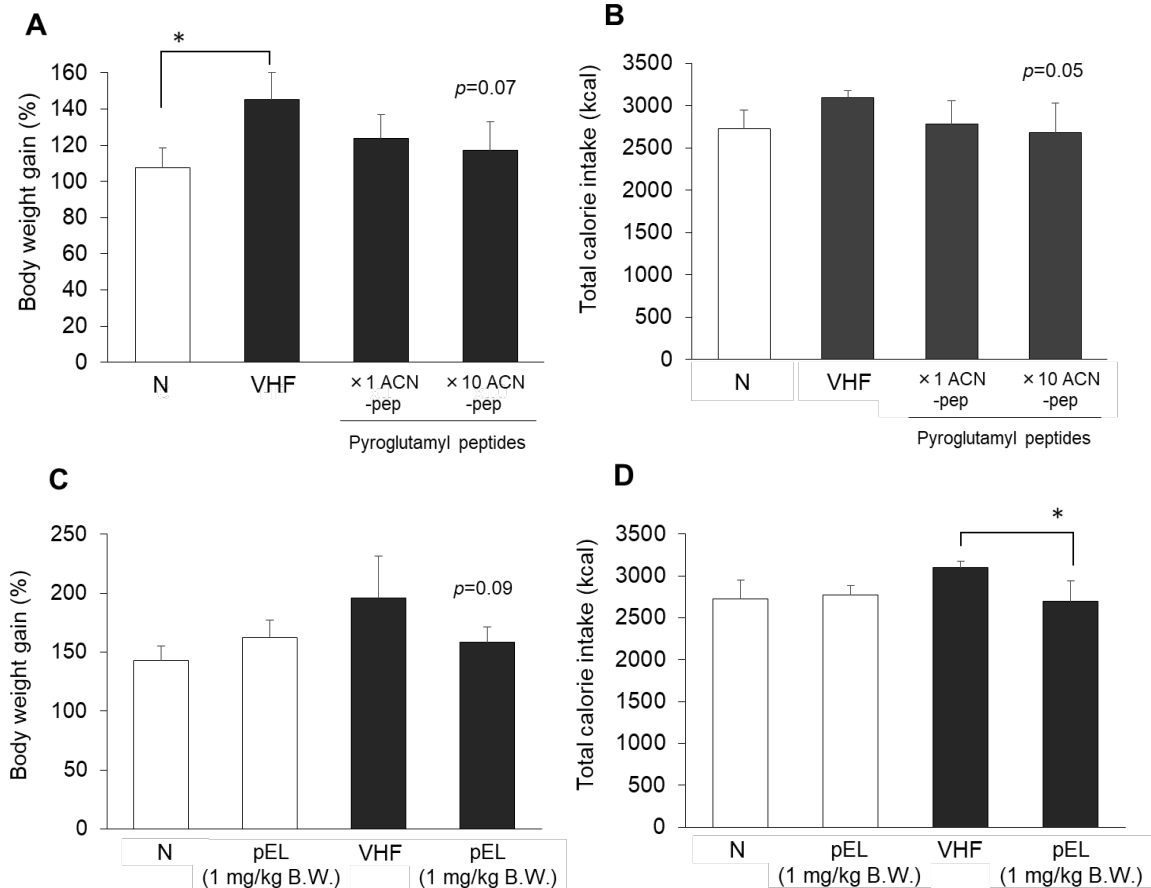 A
*
160
140
120
100
80
60
40
20
0
Body weight gain (%)
p=0.07
N
VHF
×1 ACN
-pep
×10 ACN
-pep
Pyroglutamyl peptides
B
3500
3000
2500
2000
1500
1000
500
0
Total calorie intake (kcal)
p=0.05
N
VHF
×1 ACN
-pep
×10 ACN
-pep
Pyroglutamyl peptides
C
250
200
150
100
50
0
Body weight gain (%)
p=0.09
N
pEL
(1 mg/kg B.W.)
VHF
pEL
(1 mg/kg B.W.)
D
3500
3000
2500
2000
1500
1000
500
0
Total calorie intake (kcal)
*
N
pEL
(1 mg/kg B.W.)
VHF
pEL
(1 mg/kg B.W.)